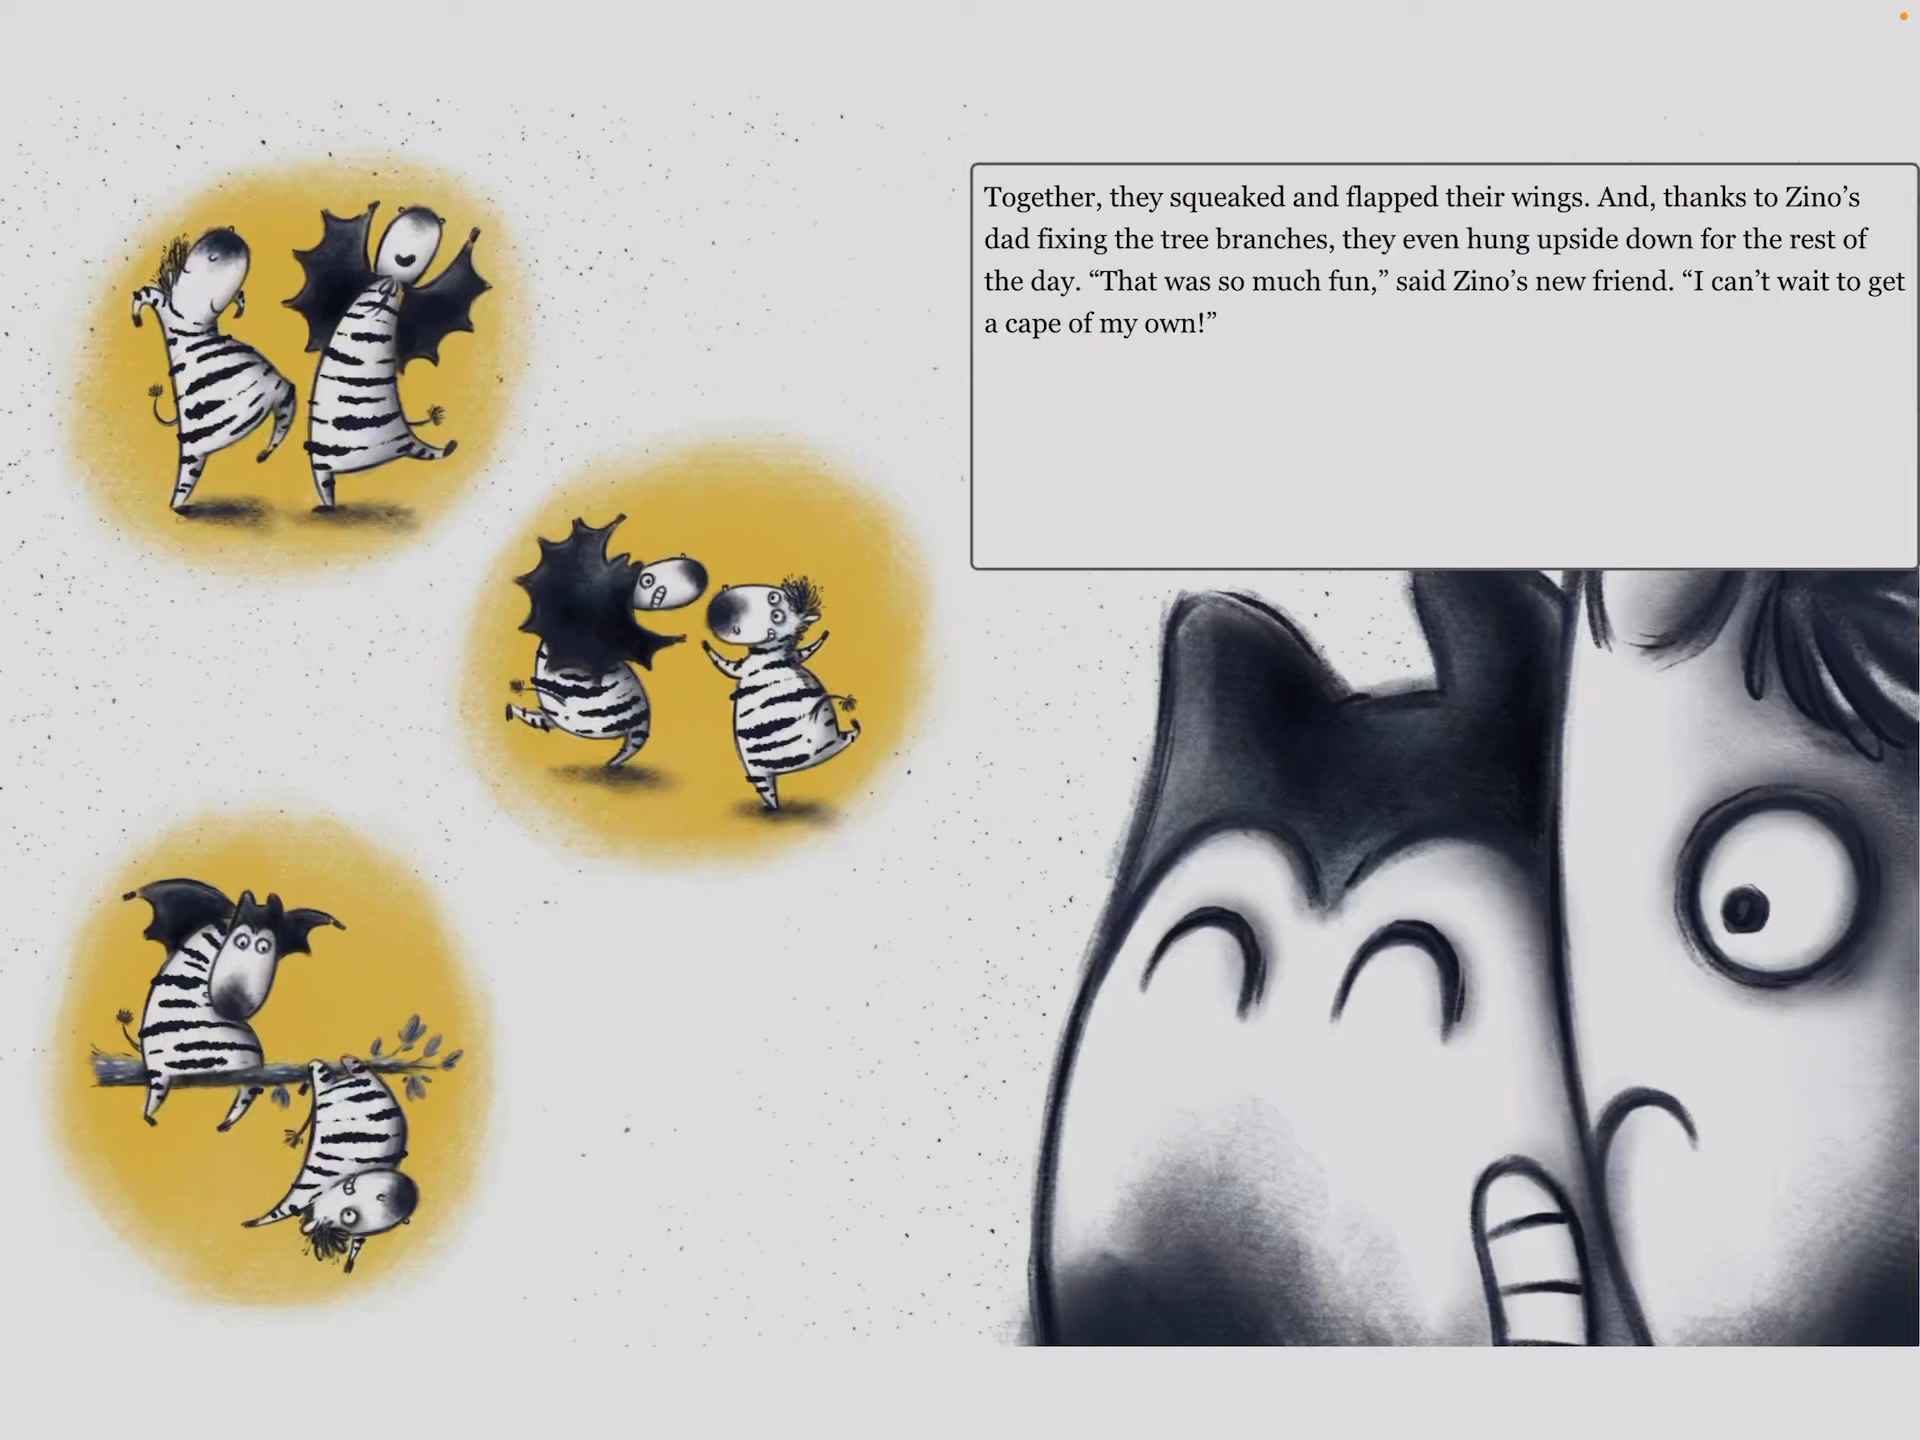 Together, they squeaked and flapped their wings. And, thanks to Zino’s
dad fixing the tree branches, they even hung upside down for the rest of
the day. “That was so much fun,” said Zino’s new friend. “I can’t wait to get
a cape of my own!”